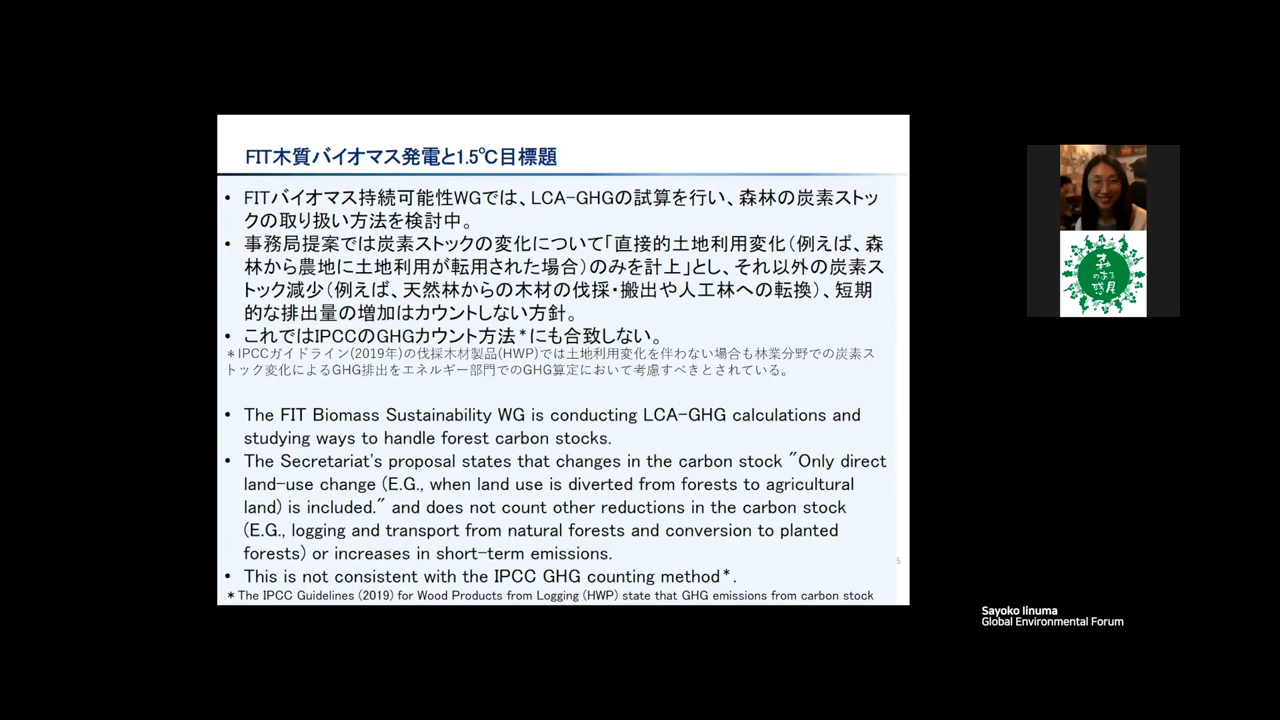 FIT木質バイオマス発電と1.5℃目標題
• FITバイオマス持続可能性WGでは、LCA-GHGの試算を行い、森林の炭素ストッ
クの取り扱い方法を検討中。
• 事務局提案では炭素ストックの変化について「直接的土地利用変化（例えば、森
林から農地に土地利用が転用された場合）のみを計上」とし、それ以外の炭素ス
トック減少（例えば、天然林からの木材の伐採・搬出や人工林への転換）、短期
的な排出量の増加はカウントしない方針。
• これではIPCCのGHGカウント方法*にも合致しない。
＊IPCCガイドライン(2019年)の伐採木材製品(HWP)では土地利用変化を伴わない場合も林業分野での炭素ス
トック変化によるGHG排出をエネルギー部門でのGHG算定において考慮すべきとされている。
• The FIT Biomass Sustainability WG is conducting LCA-GHG calculations and
studying ways to handle forest carbon stocks.
• The Secretariat's proposal states that changes in the carbon stock "Only direct
land-use change (E.G., when land use is diverted from forests to agricultural
land) is included." and does not count other reductions in the carbon stock
(E.G., logging and transport from natural forests and conversion to planted
forests) or increases in short-term emissions.
• This is not consistent with the IPCC GHG counting method*.
* The IPCC Guidelines (2019) for Wood Products from Logging (HWP) state that GHG emissions from carbon stock
5
森
のある
惑星
Sayoko Iinuma
Global Environmental Forum